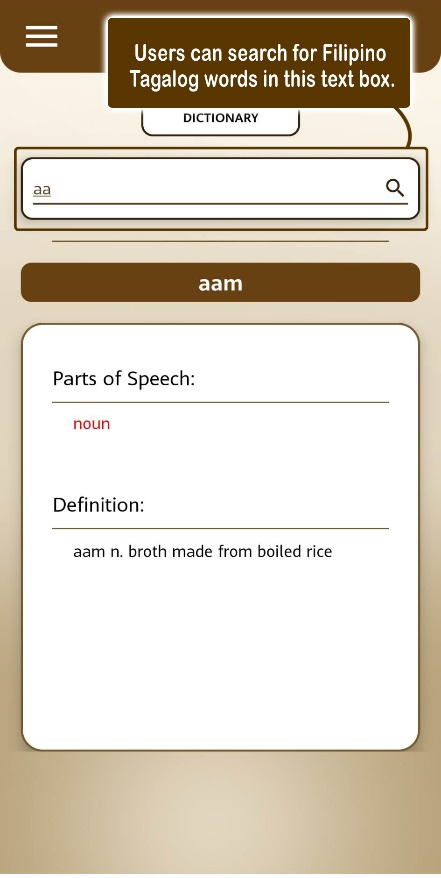 Users can search for Filipino
Tagalog words in this text box.
DICTIONARY
aa
aam
Parts of Speech:
noun
Definition:
aam n. broth made from boiled rice